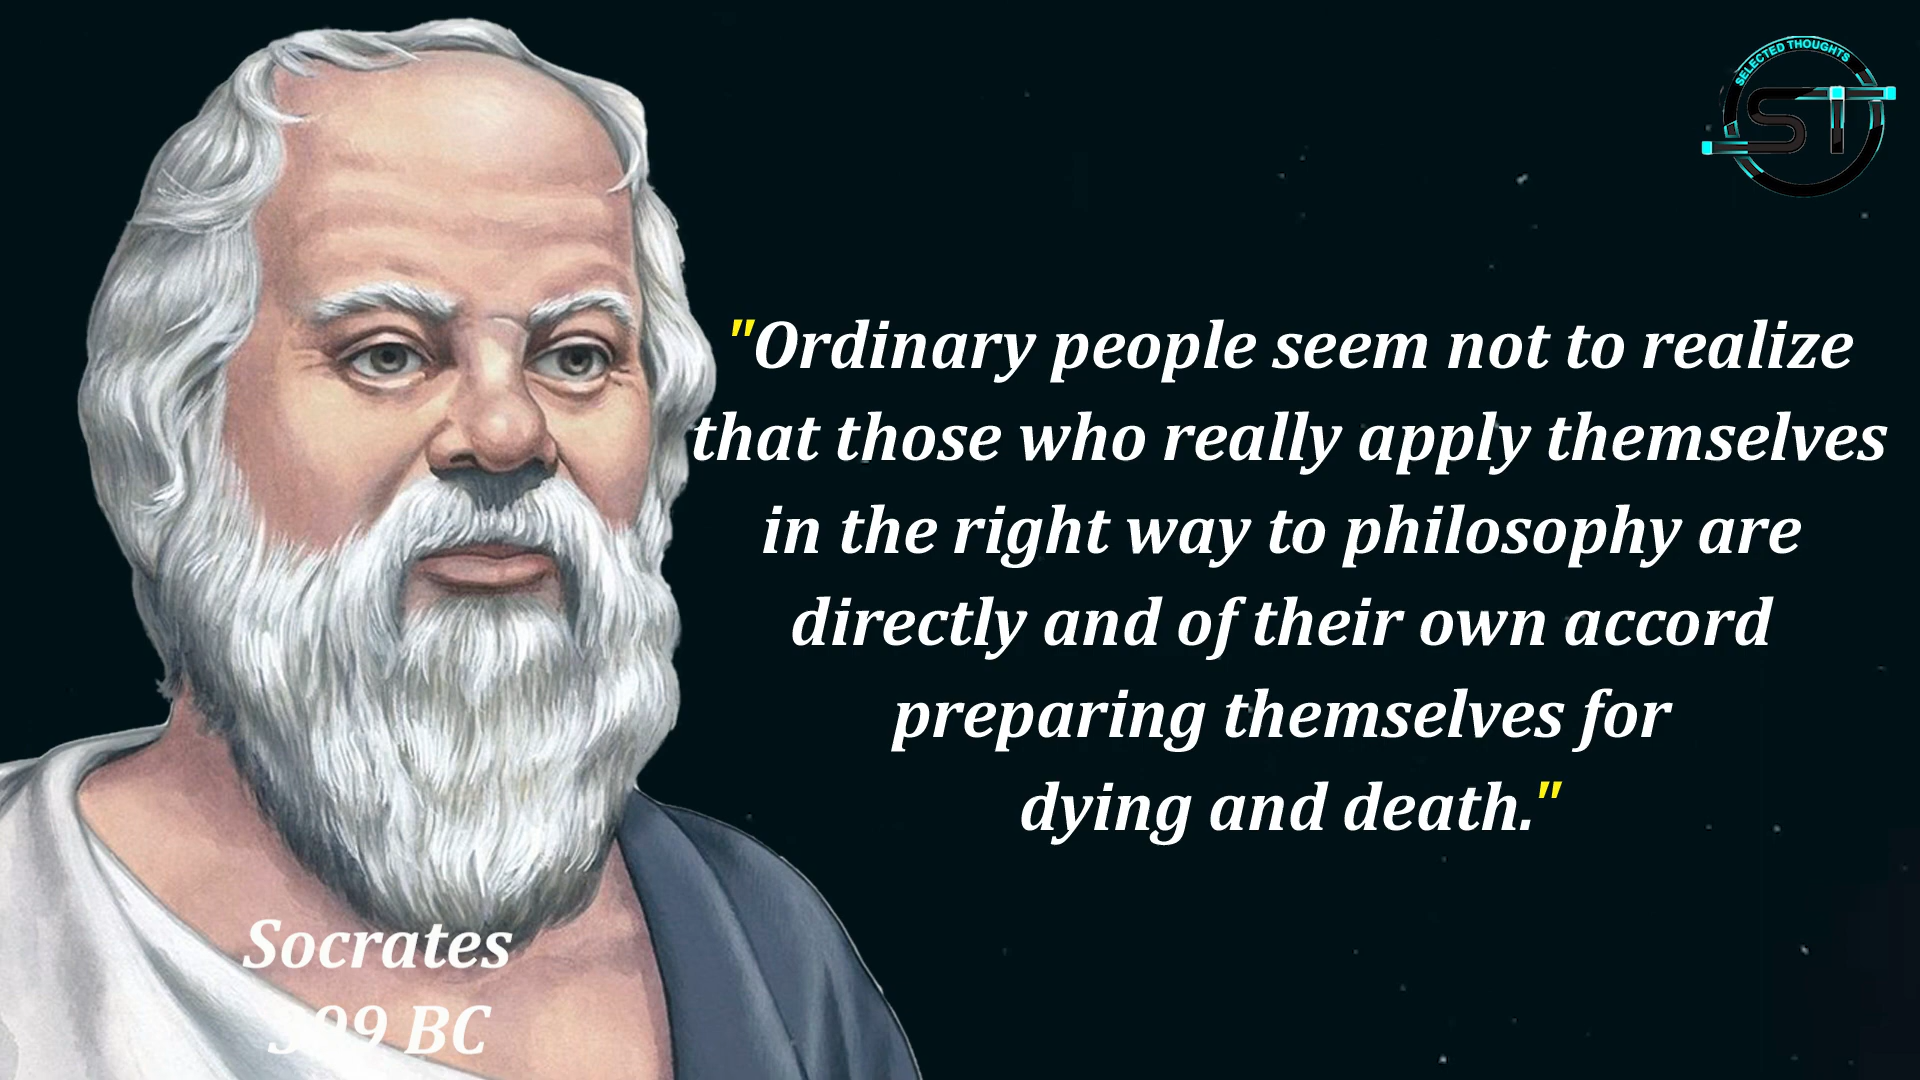 SELECTED THOUGHTS
ST
"Ordinary people seem not to realize
that those who really apply themselves
in the right way to philosophy are
directly and of their own accord
preparing themselves for
dying and death."
Socrates
399 BC